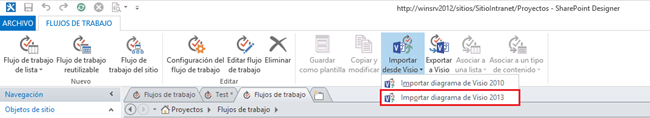 http://winsrv2012/sitios/SitioIntranet/Proyectos - SharePoint Designer
ARCHIVO
FLUJOS DE TRABAJO
Flujo de trabajo de lista
Flujo de trabajo reutilizable
Flujo de trabajo del sitio
Configuración del flujo de trabajo
Editar flujo de trabajo
Eliminar
Guardar como plantilla
Copiar y modificar
Importar desde Visio
Exportar a Visio
Asociar a una lista
Asociar a un tipo de contenido
Nuevo
Editar
Importar diagrama de Visio 2010
Importar diagrama de Visio 2013
Navegación
Objetos de sitio
Flujos de trabajo
Test *
Flujos de trabajo
Proyectos
Flujos de trabajo